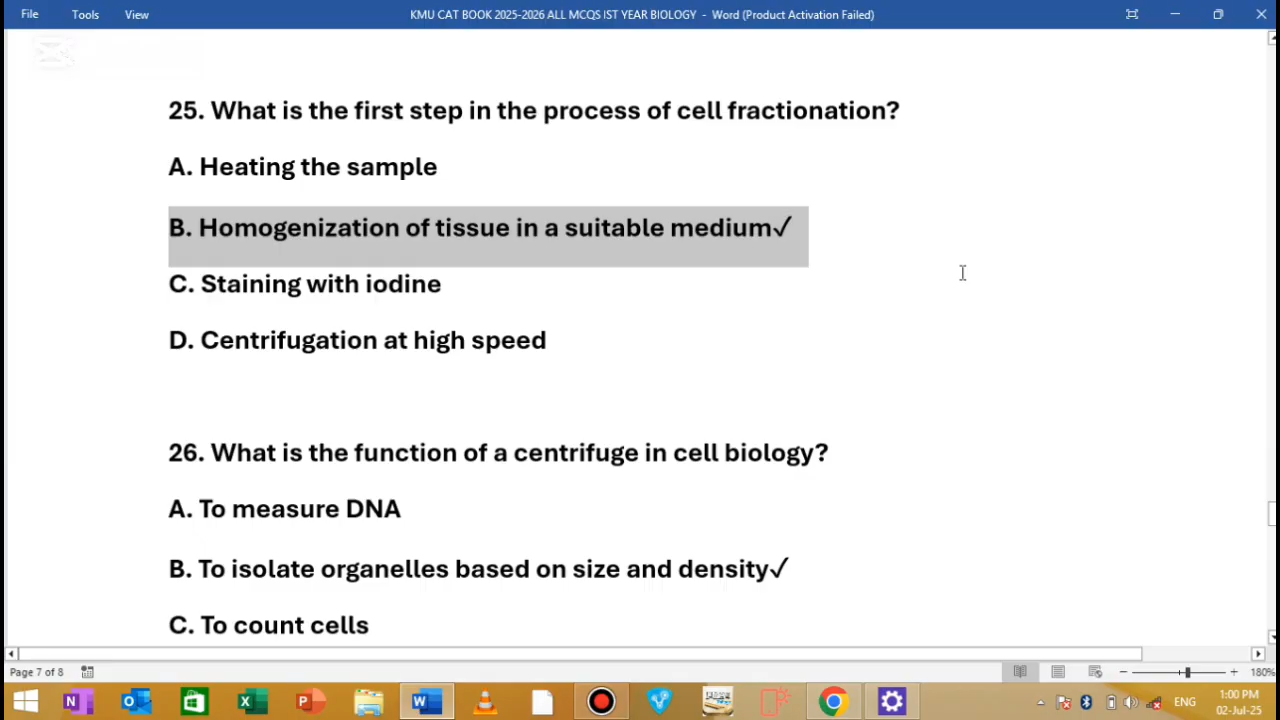 File Tools View KMU CAT BOOK 2025-2026 ALL MCQS IST YEAR BIOLOGY - Word (Product Activation Failed)
25. What is the first step in the process of cell fractionation?
A. Heating the sample
B. Homogenization of tissue in a suitable medium✓
C. Staining with iodine
D. Centrifugation at high speed
26. What is the function of a centrifuge in cell biology?
A. To measure DNA
B. To isolate organelles based on size and density✓
C. To count cells
Page 7 of 8 180%
ENG 1:00 PM
02-Jul-25